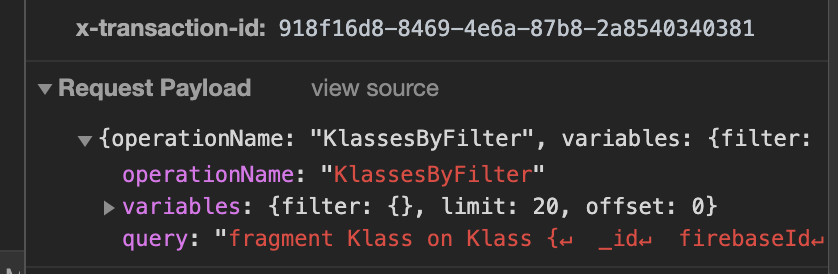 x-transaction-id: 918f16d8-8469-4e6a-87b8-2a8540340381
▼ Request Payload view source
▼ {operationName: "KlassesByFilter", variables: {filter:
operationName: "KlassesByFilter"
▶ variables: {filter: {}, limit: 20, offset: 0}
query: "fragment Klass on Klass {↵ _id↵ firebaseId↵